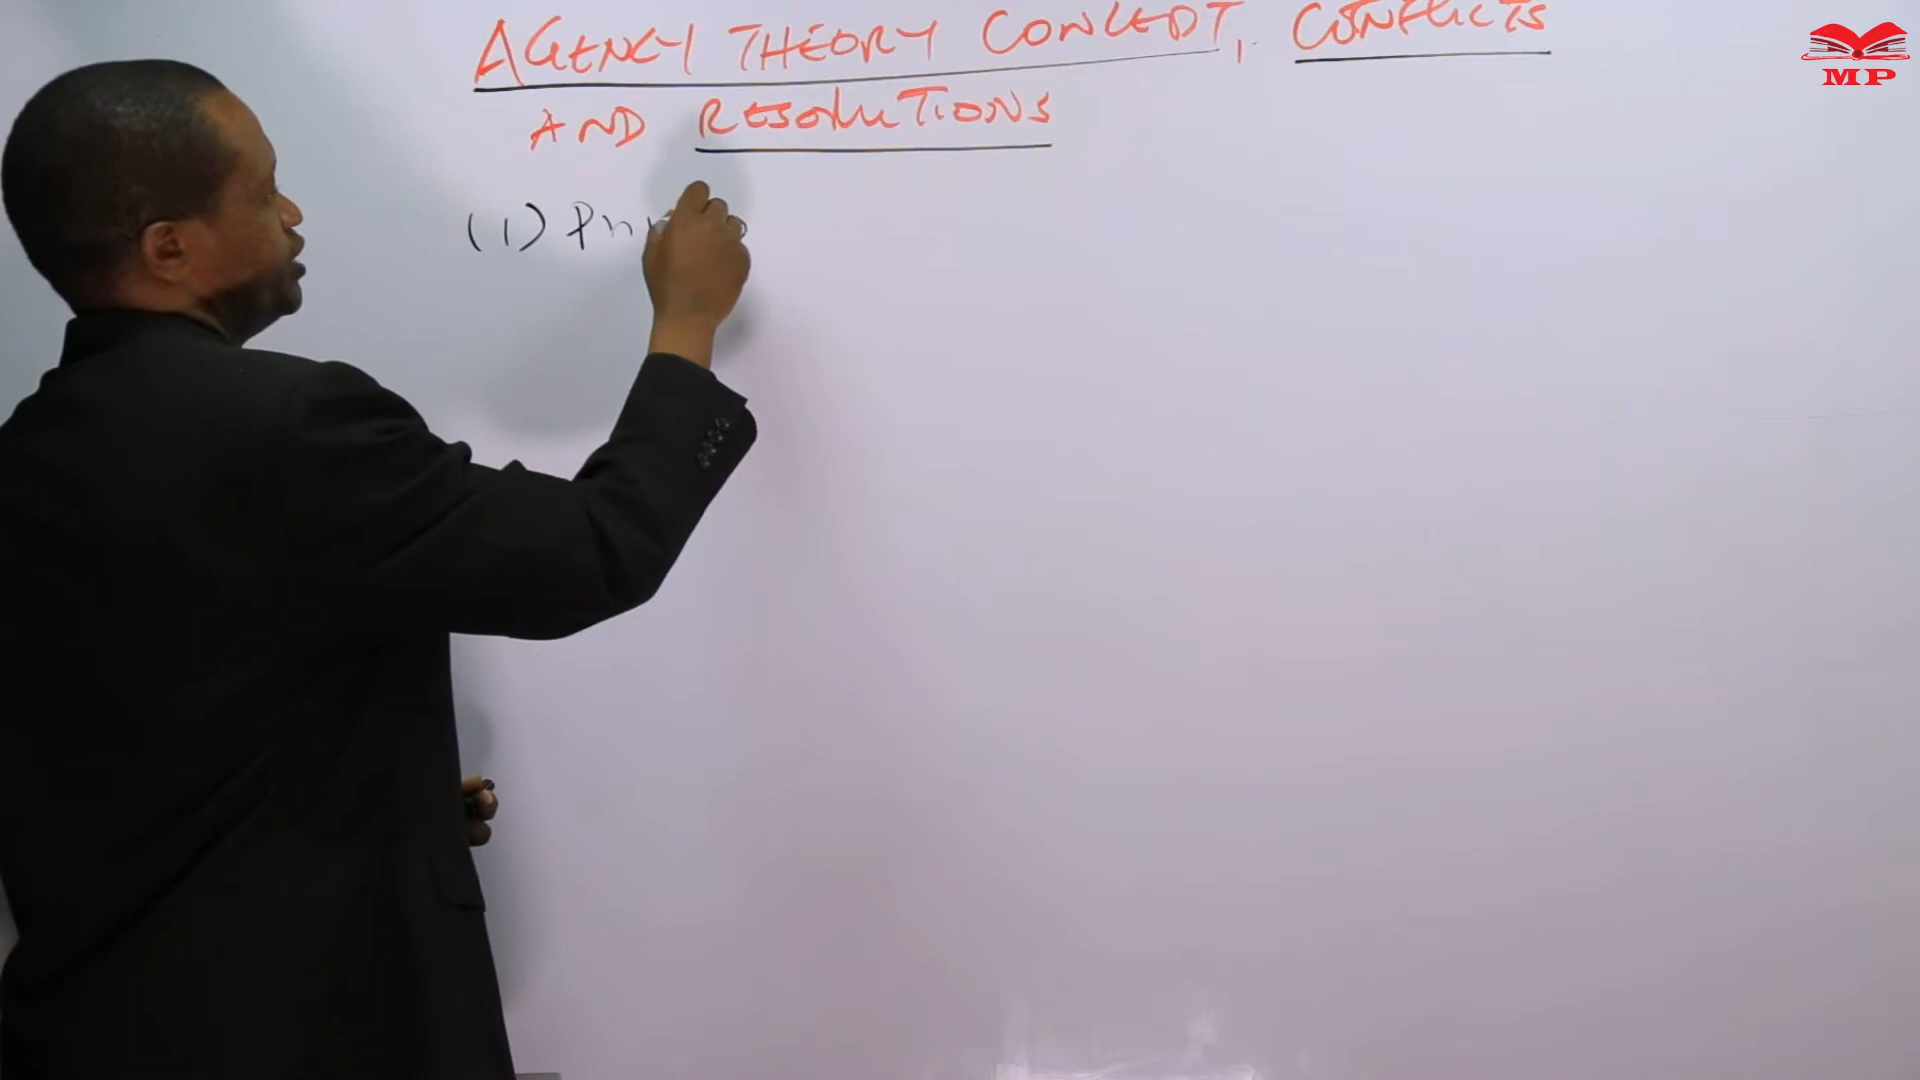 AGENCY THEORY CONCEPT, CONFLICTS
AND RESOLUTIONS
(1)
MP